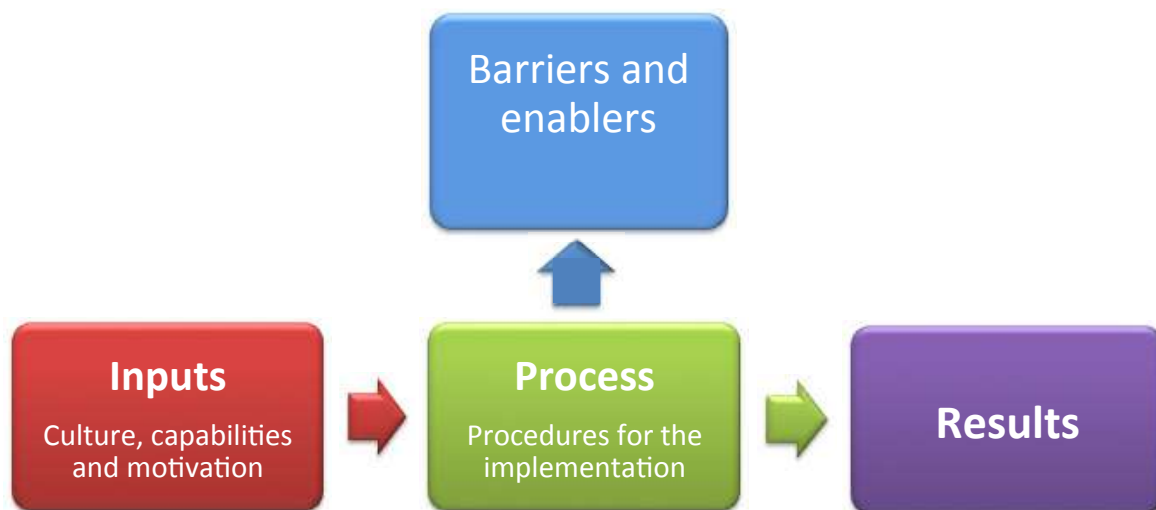 Barriers and
enablers
Inputs
Culture, capabilities
and motivation
Process
Procedures for the
implementation
Results